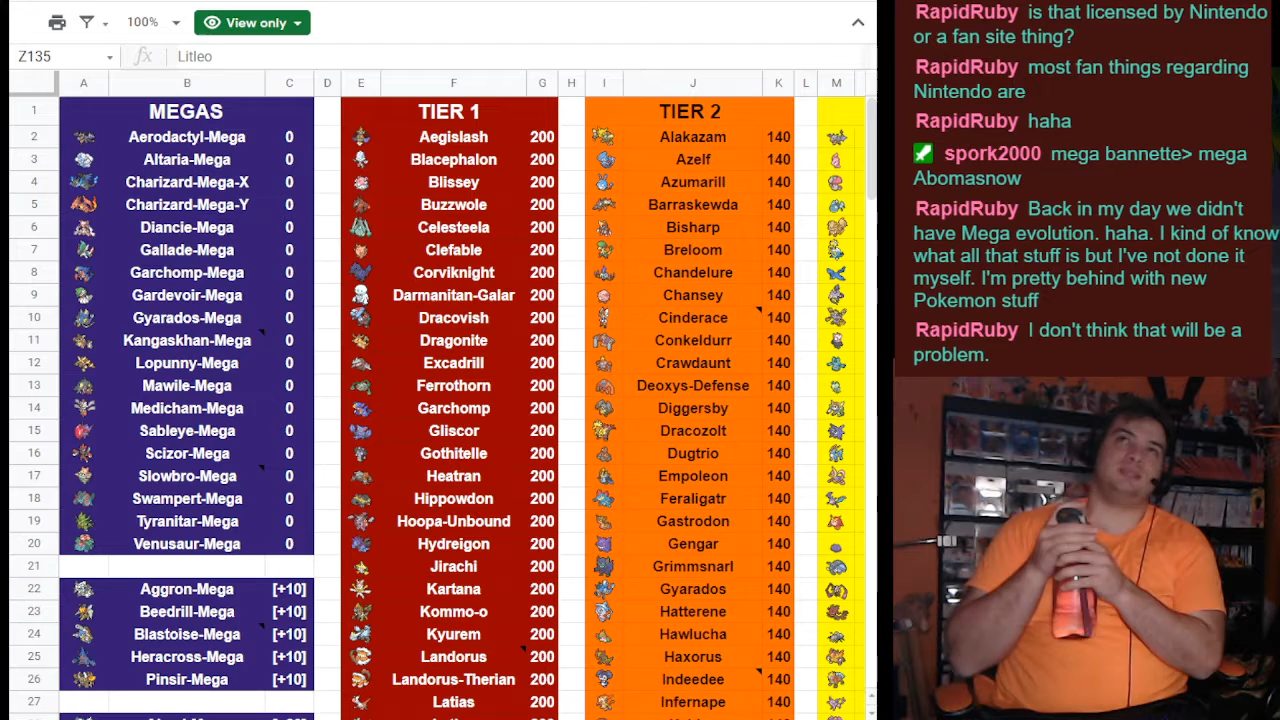 100% View only
Z135 fx Litleo
A B C D E F G H I J K L M
1 MEGAS TIER 1 TIER 2
2 Aerodactyl-Mega 0 Aegislash 200 Alakazam 140
3 Altaria-Mega 0 Blacephalon 200 Azelf 140
4 Charizard-Mega-X 0 Blissey 200 Azumarill 140
5 Charizard-Mega-Y 0 Buzzwole 200 Barraskewda 140
6 Diancie-Mega 0 Celesteela 200 Bisharp 140
7 Gallade-Mega 0 Clefable 200 Breloom 140
8 Garchomp-Mega 0 Corviknight 200 Chandelure 140
9 Gardevoir-Mega 0 Darmanitan-Galar 200 Chansey 140
10 Gyarados-Mega 0 Dracovish 200 Cinderace 140
11 Kangaskhan-Mega 0 Dragonite 200 Conkeldurr 140
12 Lopunny-Mega 0 Excadrill 200 Crawdaunt 140
13 Mawile-Mega 0 Ferrothorn 200 Deoxys-Defense 140
14 Medicham-Mega 0 Garchomp 200 Diggersby 140
15 Sableye-Mega 0 Gliscor 200 Dracozolt 140
16 Scizor-Mega 0 Gothitelle 200 Dugtrio 140
17 Slowbro-Mega 0 Heatran 200 Empoleon 140
18 Swampert-Mega 0 Hippowdon 200 Feraligatr 140
19 Tyranitar-Mega 0 Hoopa-Unbound 200 Gastrodon 140
20 Venusaur-Mega 0 Hydreigon 200 Gengar 140
21 Jirachi 200 Grimmsnarl 140
22 Aggron-Mega [+10] Kartana 200 Gyarados 140
23 Beedrill-Mega [+10] Kommo-o 200 Hatterene 140
24 Blastoise-Mega [+10] Kyurem 200 Hawlucha 140
25 Heracross-Mega [+10] Landorus 200 Haxorus 140
26 Pinsir-Mega [+10] Landorus-Therian 200 Indeedee 140
27 Latias 200 Infernape 140
RapidRuby is that licensed by Nintendo
or a fan site thing?
RapidRuby most fan things regarding
Nintendo are
RapidRuby haha
spork2000 mega bannette> mega
Abomasnow
RapidRuby Back in my day we didn't
have Mega evolution. haha. I kind of know
what all that stuff is but I've not done it
myself. I'm pretty behind with new
Pokemon stuff
RapidRuby I don't think that will be a
problem.